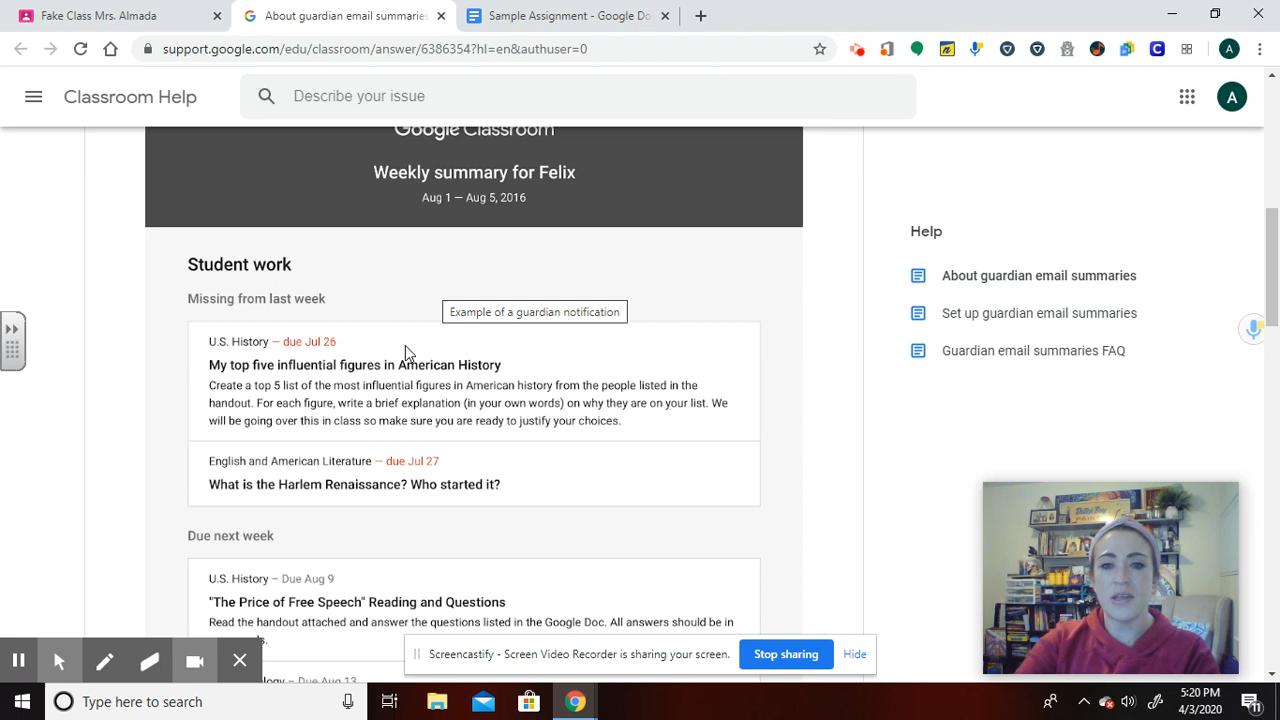 Fake Class Mrs. Almada
About guardian email summaries
Sample Assignment - Google Do
support.google.com/edu/classroom/answer/6386354?hl=en&authuser=0
A
Classroom Help
Describe your issue
A
Google Classroom
Weekly summary for Felix
Aug 1 — Aug 5, 2016
Student work
Missing from last week
Example of a guardian notification
U.S. History — due Jul 26
My top five influential figures in American History
Create a top 5 list of the most influential figures in American history from the people listed in the
handout. For each figure, write a brief explanation (in your own words) on why they are on your list. We
will be going over this in class so make sure you are ready to justify your choices.
English and American Literature — due Jul 27
What is the Harlem Renaissance? Who started it?
Due next week
U.S. History – Due Aug 9
"The Price of Free Speech" Reading and Questions
Read the handout attached and answer the questions listed in the Google Doc. All answers should be in
Due Aug 13
Help
About guardian email summaries
Set up guardian email summaries
Guardian email summaries FAQ
Screencastify - Screen Video Recorder is sharing your screen.
Stop sharing
Hide
Type here to search
5:20 PM
4/3/2020